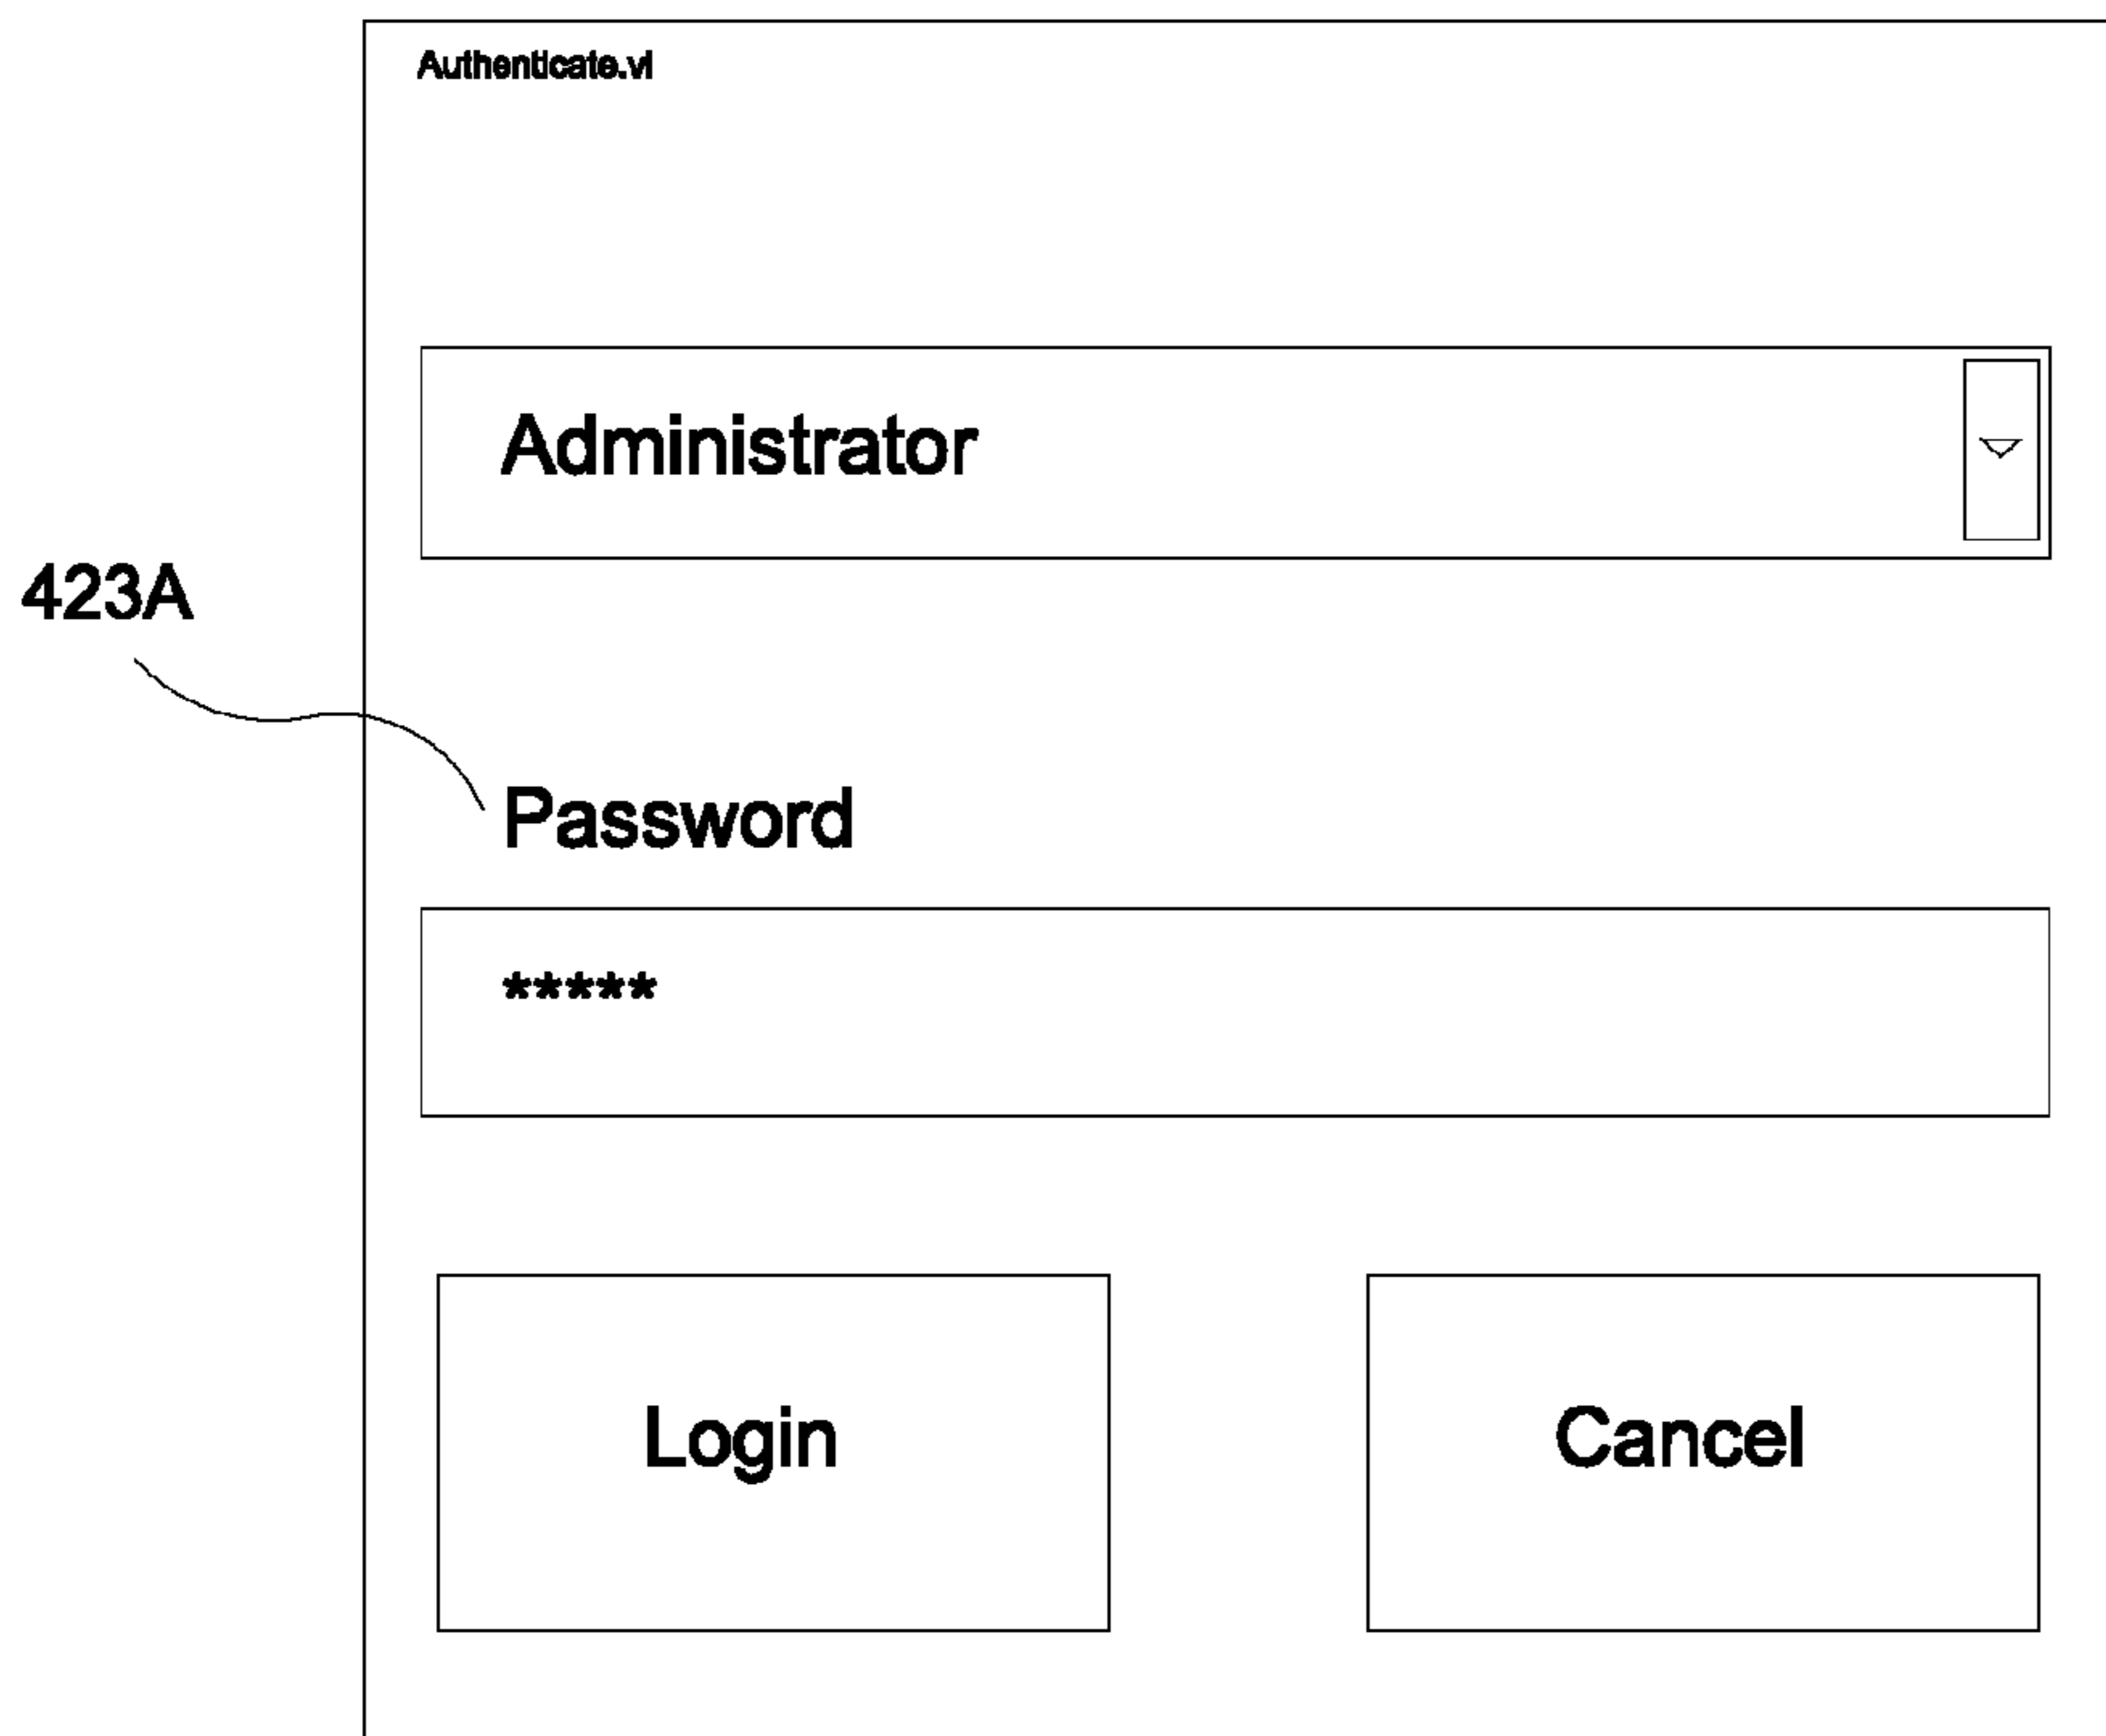 Authenticate.vi
Administrator
423A
Password
*****
Login
Cancel